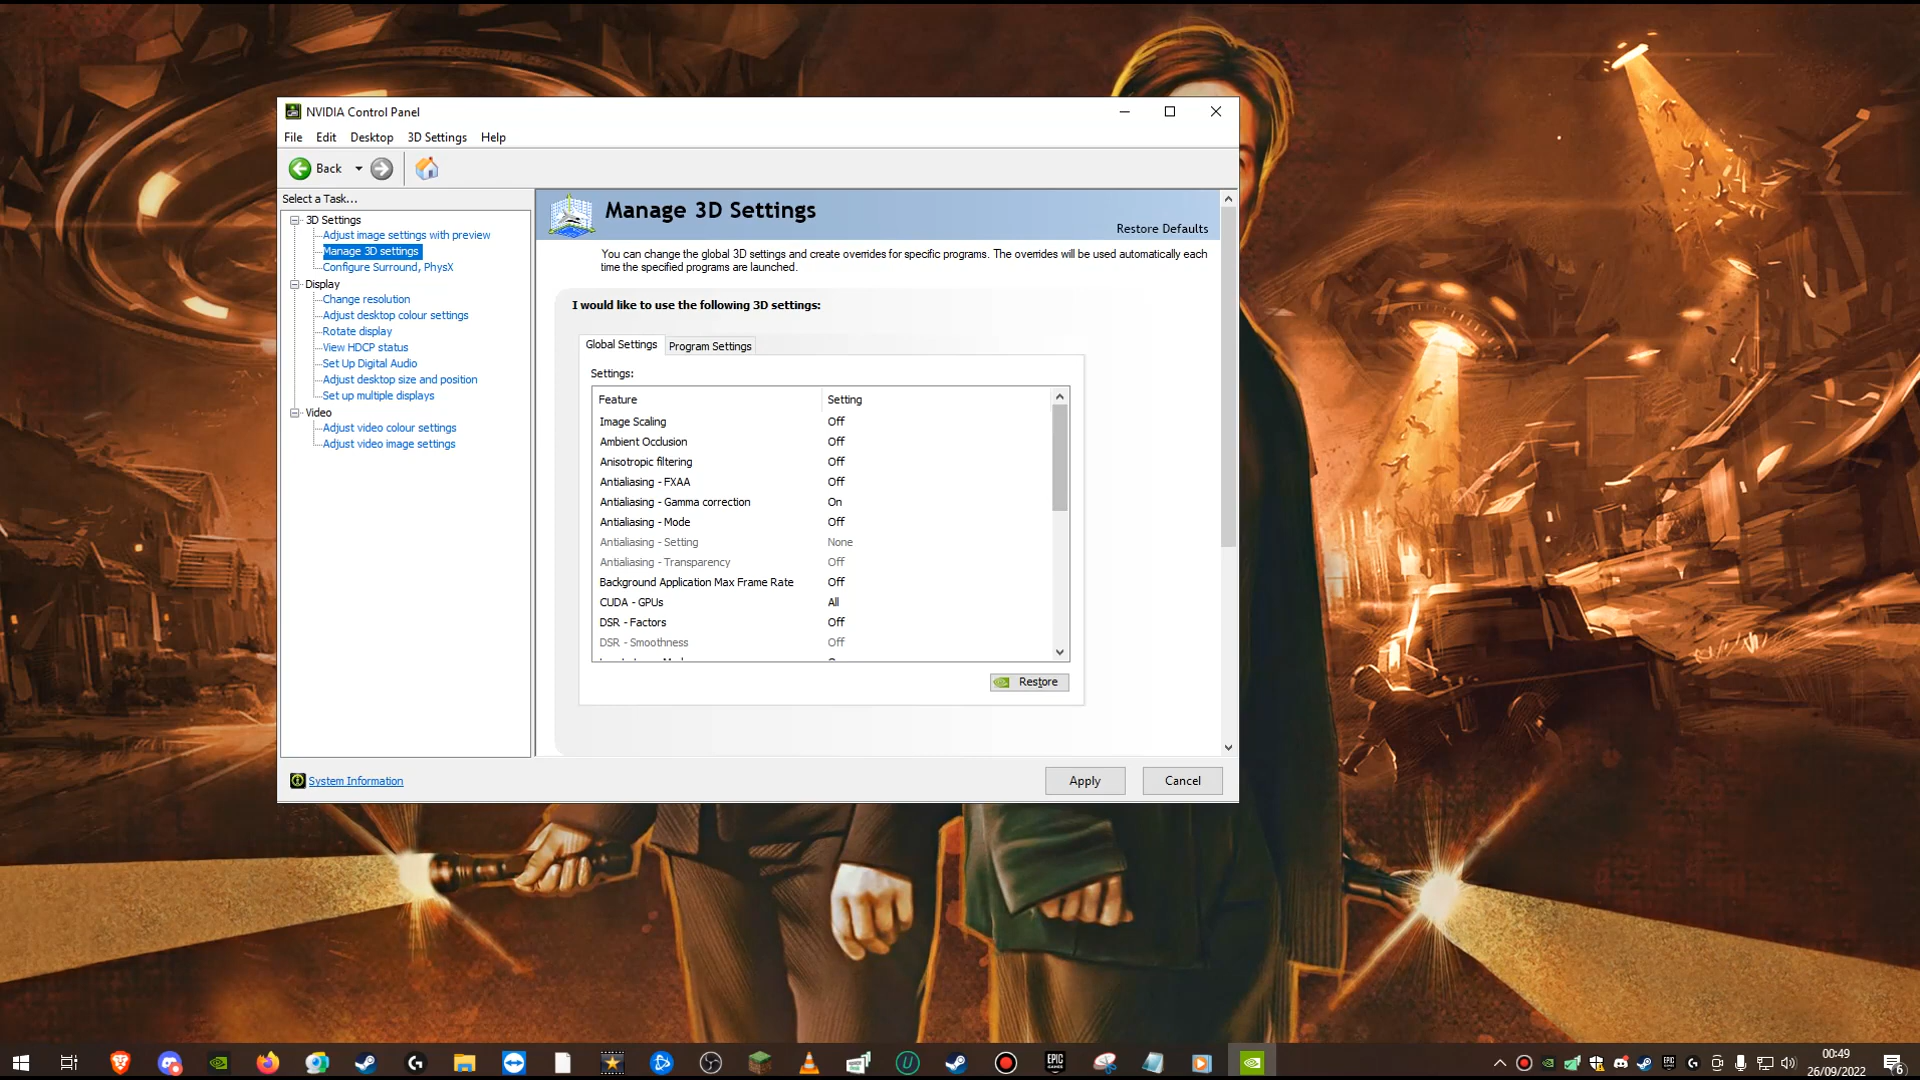 NVIDIA Control Panel
File Edit Desktop 3D Settings Help
Back
Select a Task...
3D Settings
Adjust image settings with preview
Manage 3D settings
Configure Surround, PhysX
Display
Change resolution
Adjust desktop colour settings
Rotate display
View HDCP status
Set Up Digital Audio
Adjust desktop size and position
Set up multiple displays
Video
Adjust video colour settings
Adjust video image settings
System Information
Manage 3D Settings
Restore Defaults
You can change the global 3D settings and create overrides for specific programs. The overrides will be used automatically each
time the specified programs are launched.
I would like to use the following 3D settings:
Global Settings Program Settings
Settings:
Feature Setting
Image Scaling Off
Ambient Occlusion Off
Anisotropic filtering Off
Antialiasing - FXAA Off
Antialiasing - Gamma correction On
Antialiasing - Mode Off
Antialiasing - Setting None
Antialiasing - Transparency Off
Background Application Max Frame Rate Off
CUDA - GPUs All
DSR - Factors Off
DSR - Smoothness Off
Restore
Apply Cancel
EPIC
GAMES
00:49
26/09/2022
6